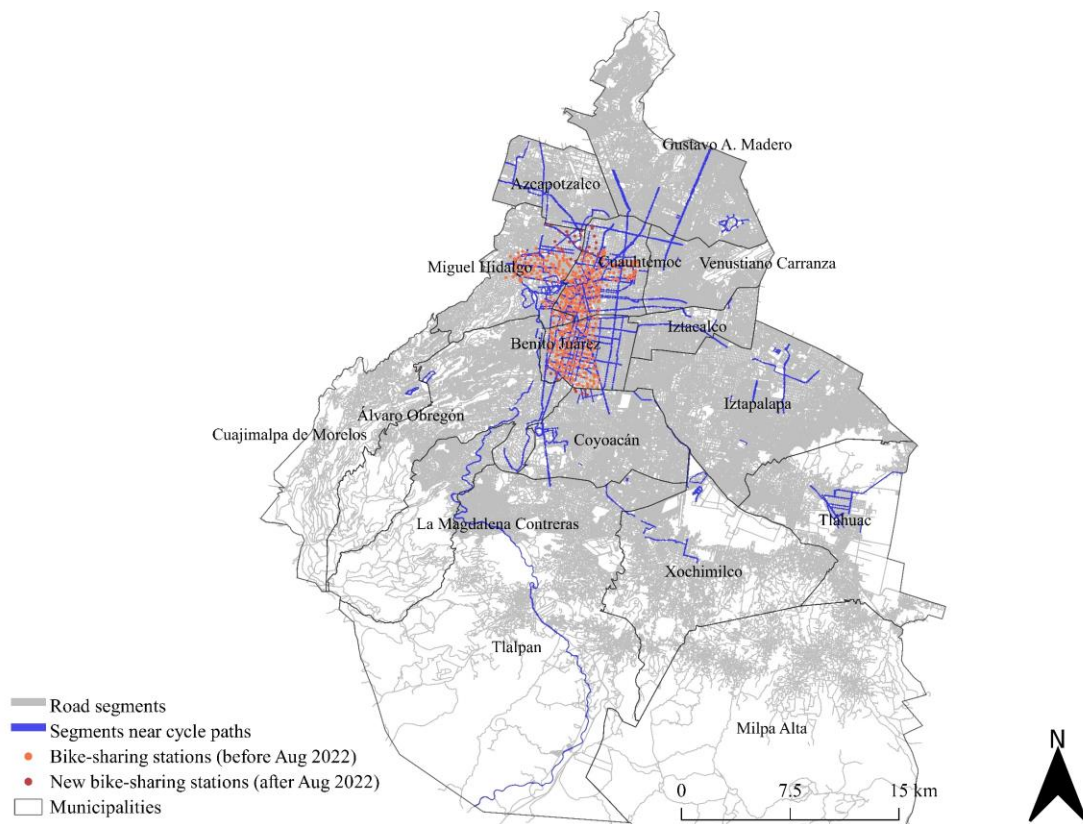 Gustavo A. Madero
Azcapotzalco
Miguel Hidalgo
Cuauhtémoc
Venustiano Carranza
Iztacalco
Benito Juárez
Iztapalapa
Álvaro Obregón
Cuajimalpa de Morelos
Coyoacán
Tláhuac
La Magdalena Contreras
Xochimilco
Tlalpan
Milpa Alta
Road segments
Segments near cycle paths
Bike-sharing stations (before Aug 2022)
New bike-sharing stations (after Aug 2022)
Municipalities
0 7.5 15 km
N